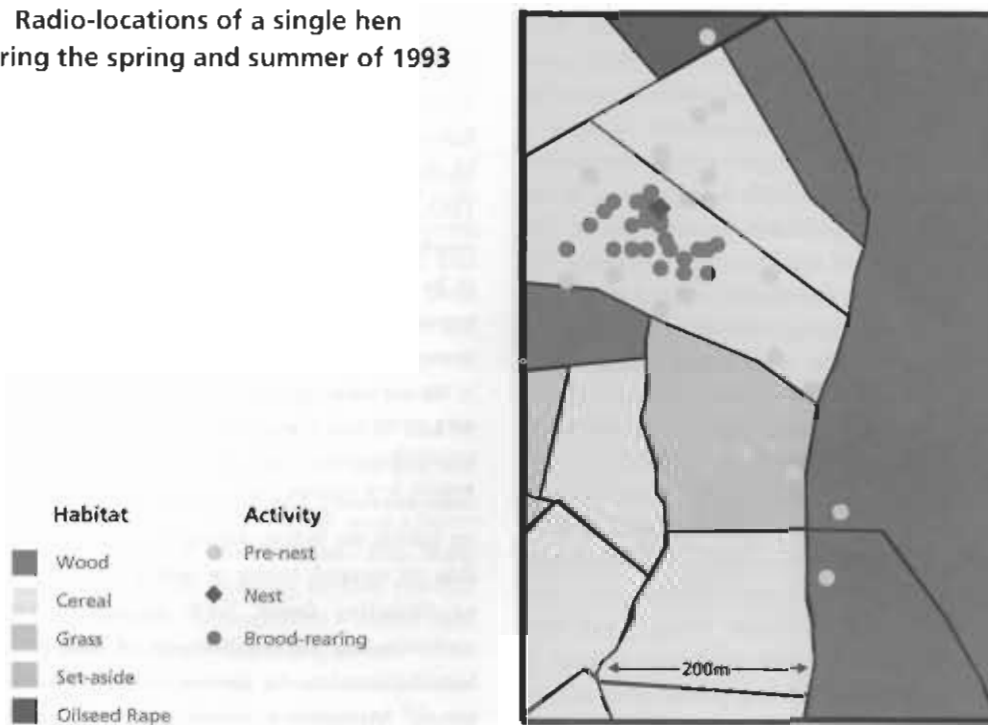 Radio-locations of a single hen
ring the spring and summer of 1993
Habitat
Wood
Cereal
Grass
Set-aside
Oilseed Rape
Activity
Pre-nest
Nest
Brood-rearing
200m